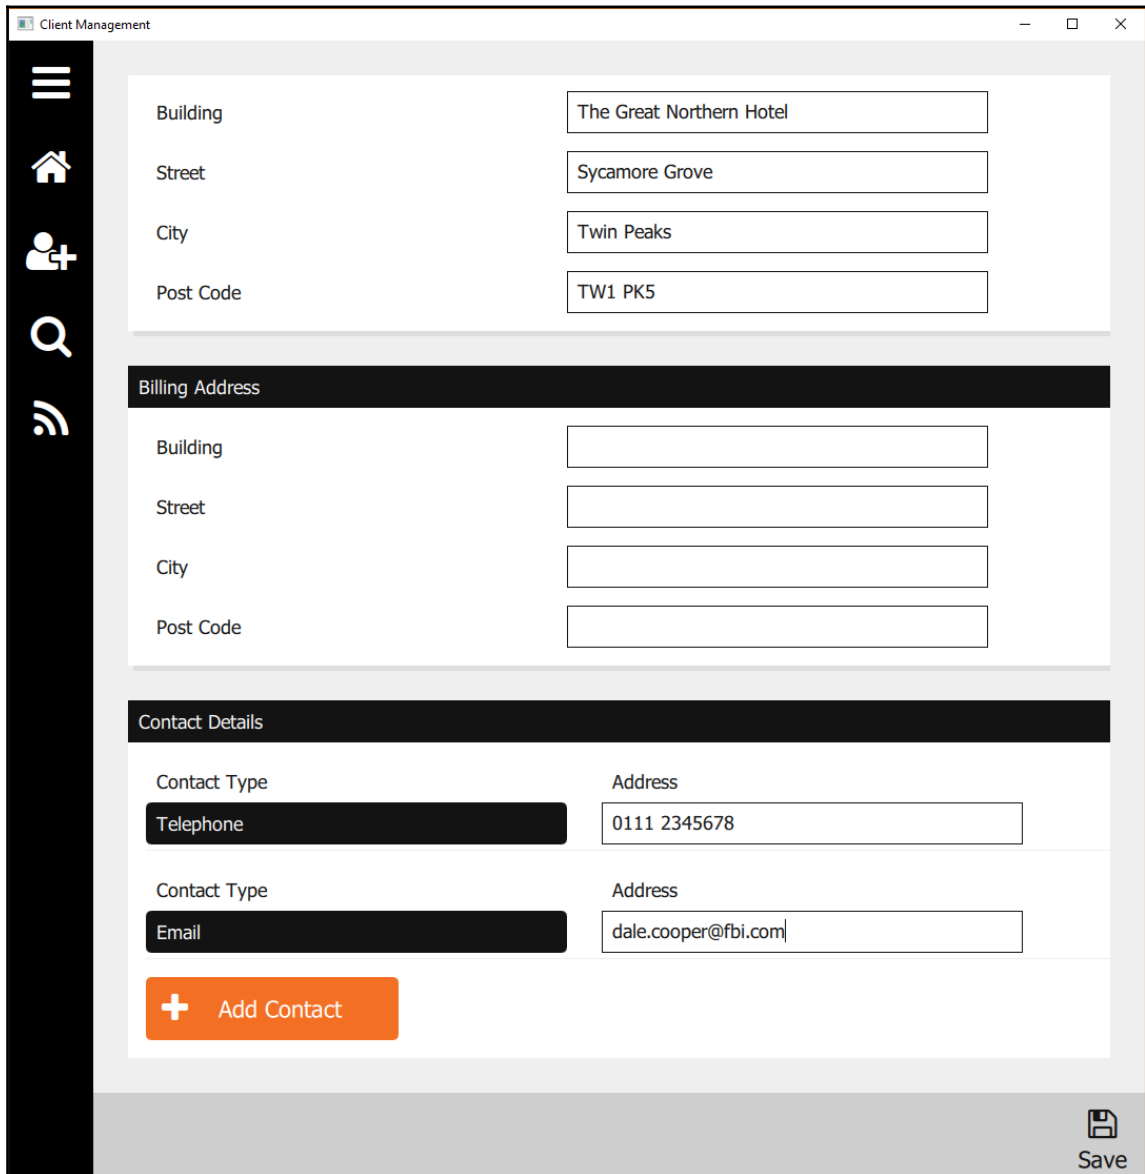 Client Management
Building The Great Northern Hotel
Street Sycamore Grove
City Twin Peaks
Post Code TW1 PK5
Billing Address
Building
Street
City
Post Code
Contact Details
Contact Type Address
Telephone 0111 2345678
Contact Type Address
Email dale.cooper@fbi.com
Add Contact
Save